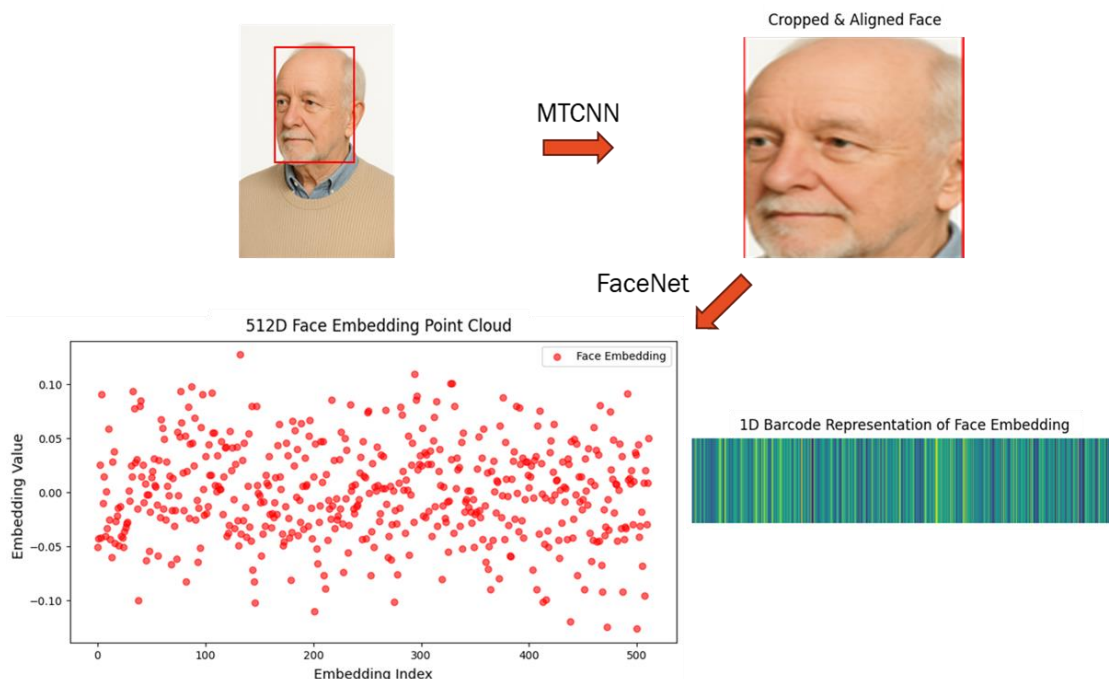 Cropped & Aligned Face
MTCNN
FaceNet
512D Face Embedding Point Cloud
Face Embedding
0.10
0.05
0.00
−0.05
−0.10
Embedding Value
0 100 200 300 400 500
Embedding Index
1D Barcode Representation of Face Embedding